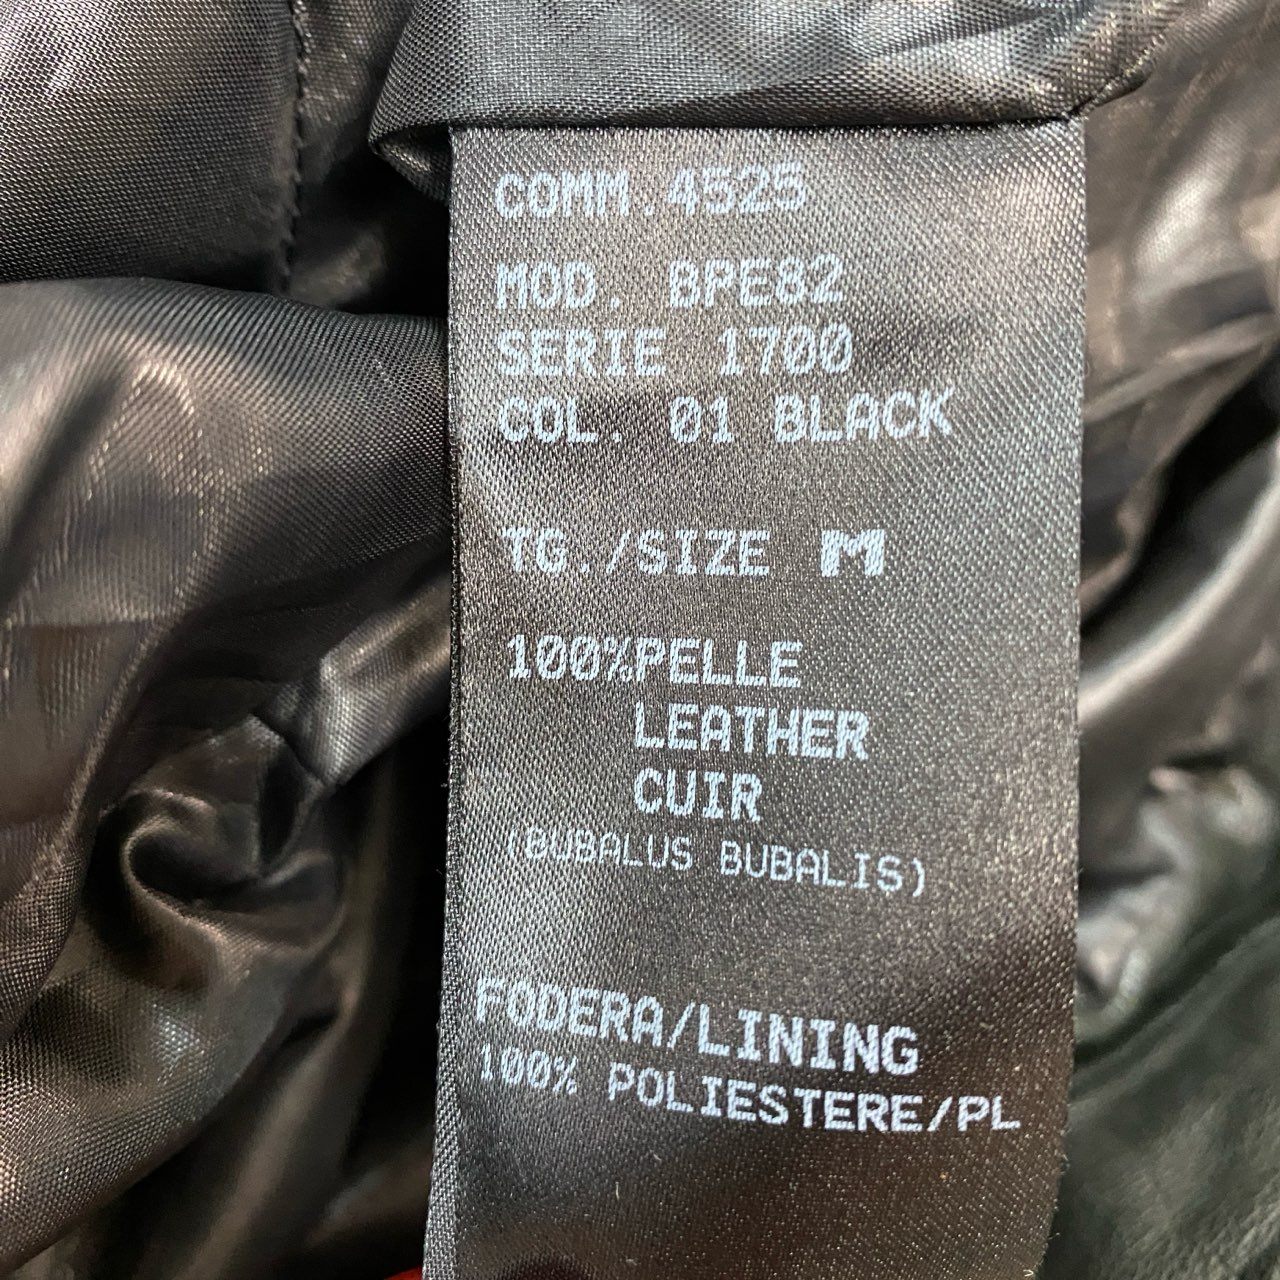 COMM.4525
MOD. BPE82
SERIE 1700
COL. 01 BLACK
TG./SIZE M
100%PELLE
LEATHER
CUIR
(BUBALUS BUBALIS)
FODERA/LINING
100% POLIESTERE/PL